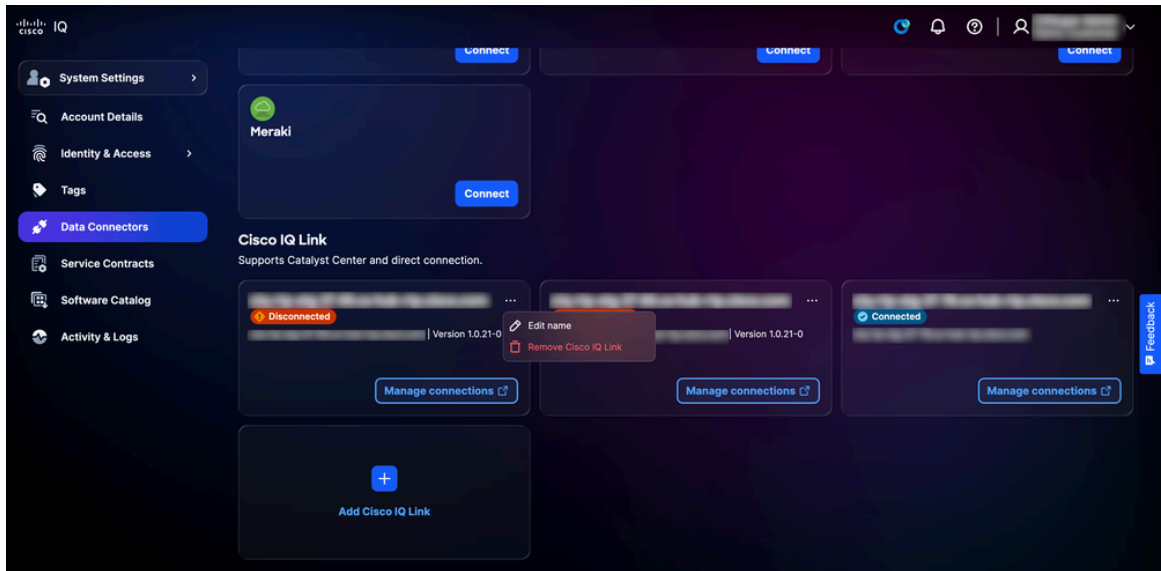 cisco IQ
System Settings
Account Details
Identity & Access
Tags
Data Connectors
Service Contracts
Software Catalog
Activity & Logs
Connect Connect Connect
Meraki
Connect
Cisco IQ Link
Supports Catalyst Center and direct connection.
Disconnected Connected
| Version 1.0.21-0 | Version 1.0.21-0
Edit name
Remove Cisco IQ Link
Manage connections Manage connections Manage connections
Add Cisco IQ Link
Feedback